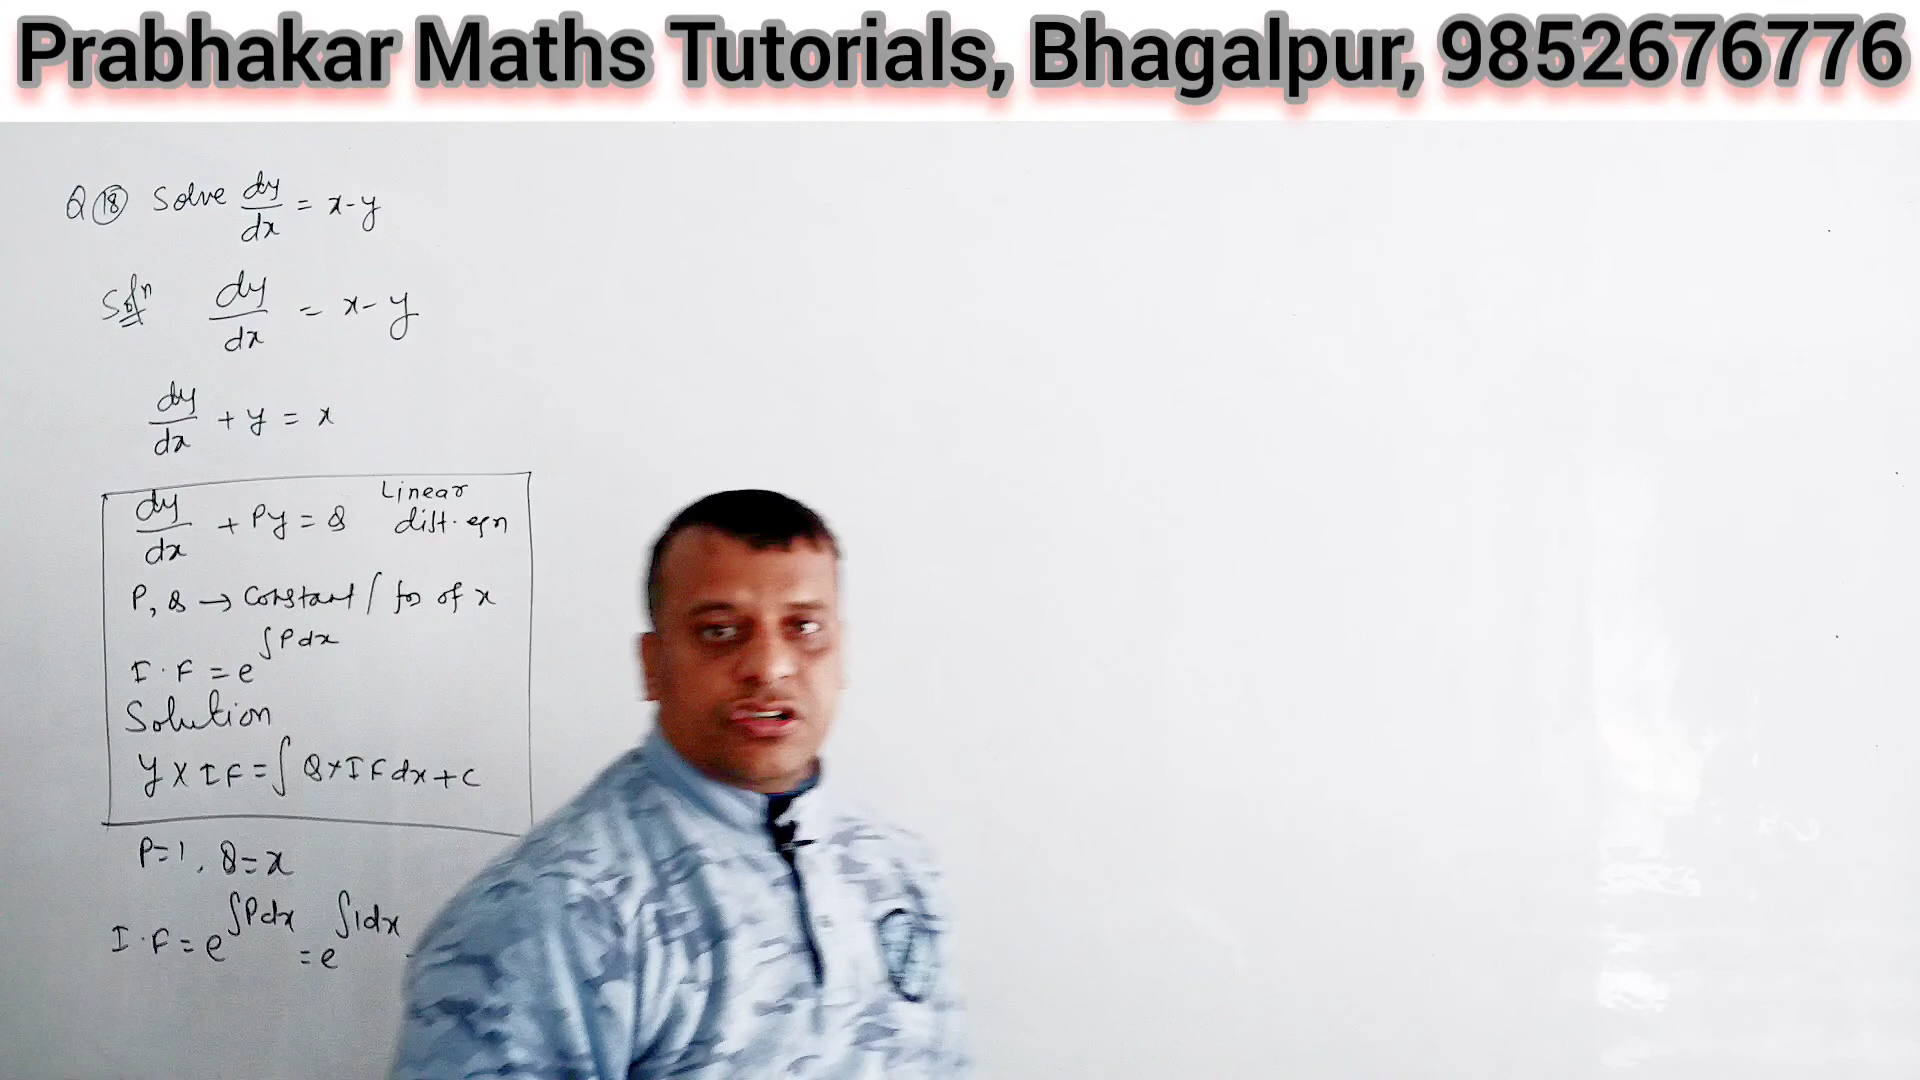 Prabhakar Maths Tutorials, Bhagalpur, 9852676776
Q 18 Solve dy/dx = x-y
Solⁿ dy/dx = x-y
dy/dx + y = x
dy/dx + Py = Q Linear diff. eqn
P, Q → Constant / fn of x
I.F = e^∫Pdx
Solution
y x IF = ∫ Q x IF dx + c
P=1, Q=x
I.F = e^∫Pdx = e^∫1dx